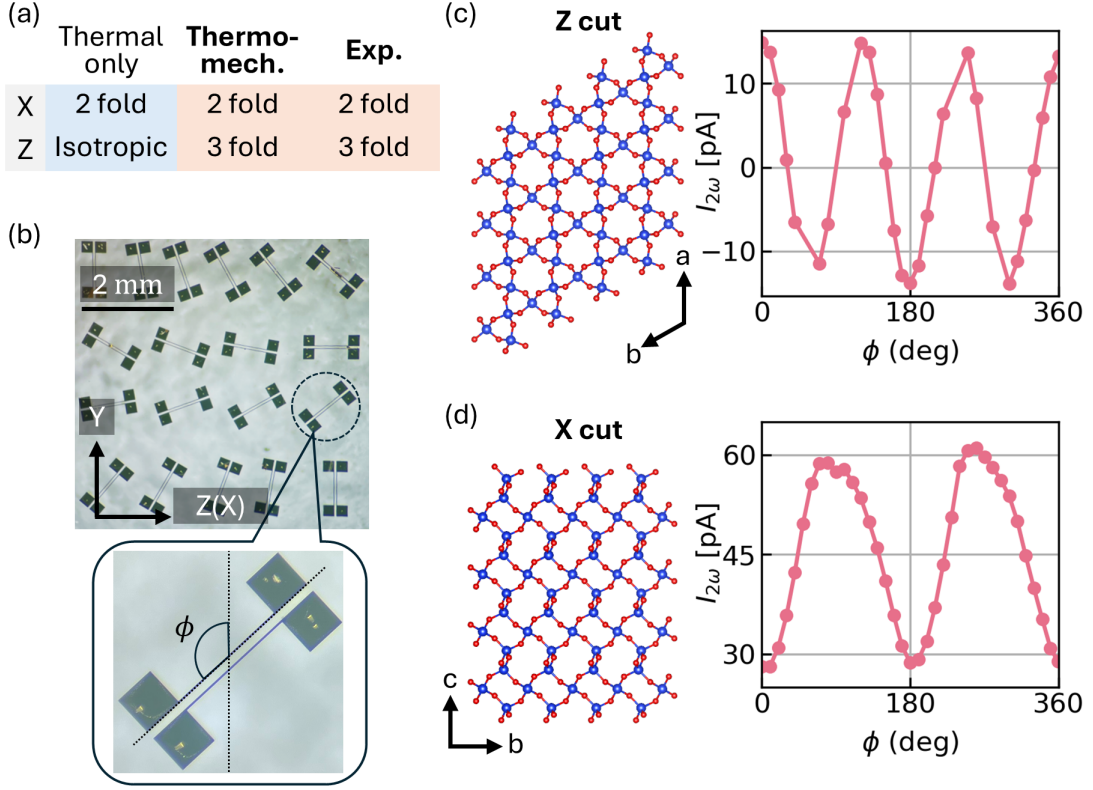 (a)
Thermal only
Thermo-mech.
Exp.
X 2 fold 2 fold 2 fold
Z Isotropic 3 fold 3 fold
(b)
2 mm
Y
Z(X)
ϕ
(c)
Z cut
a
b
I2ω [pA]
10
0
−10
0 180 360
ϕ (deg)
(d)
X cut
c
b
I2ω [pA]
60
45
30
0 180 360
ϕ (deg)